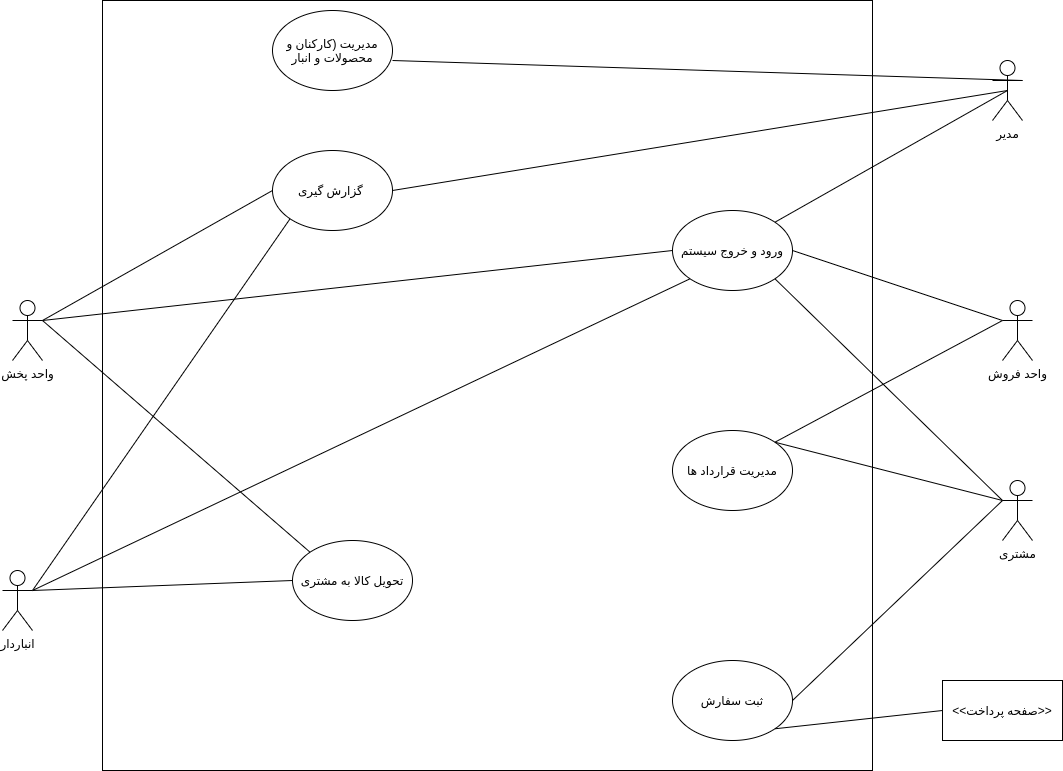 مدیریت (کارکنان و
محصولات و انبار
مدیر
گزارش گیری
ورود و خروج سیستم
واحد پخش
واحد فروش
مدیریت قرارداد ها
مشتری
تحویل کالا به مشتری
انباردار
ثبت سفارش
<<صفحه پرداخت>>